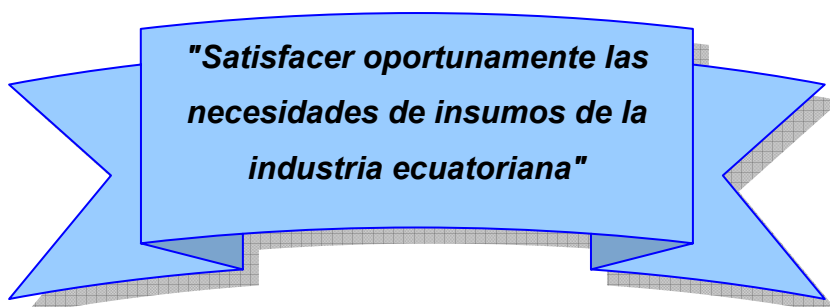 "Satisfacer oportunamente las
necesidades de insumos de la
industria ecuatoriana"